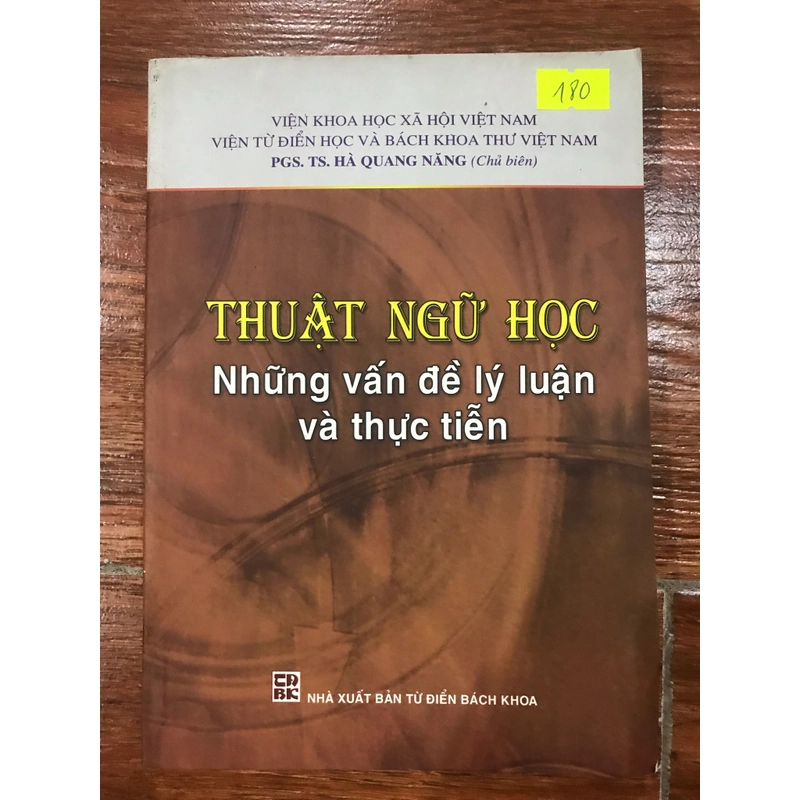 180
VIỆN KHOA HỌC XÃ HỘI VIỆT NAM
VIỆN TỪ ĐIỂN HỌC VÀ BÁCH KHOA THƯ VIỆT NAM
PGS. TS. HÀ QUANG NĂNG (Chủ biên)
THUẬT NGỮ HỌC
Những vấn đề lý luận
và thực tiễn
TĐ
BK
NHÀ XUẤT BẢN TỪ ĐIỂN BÁCH KHOA